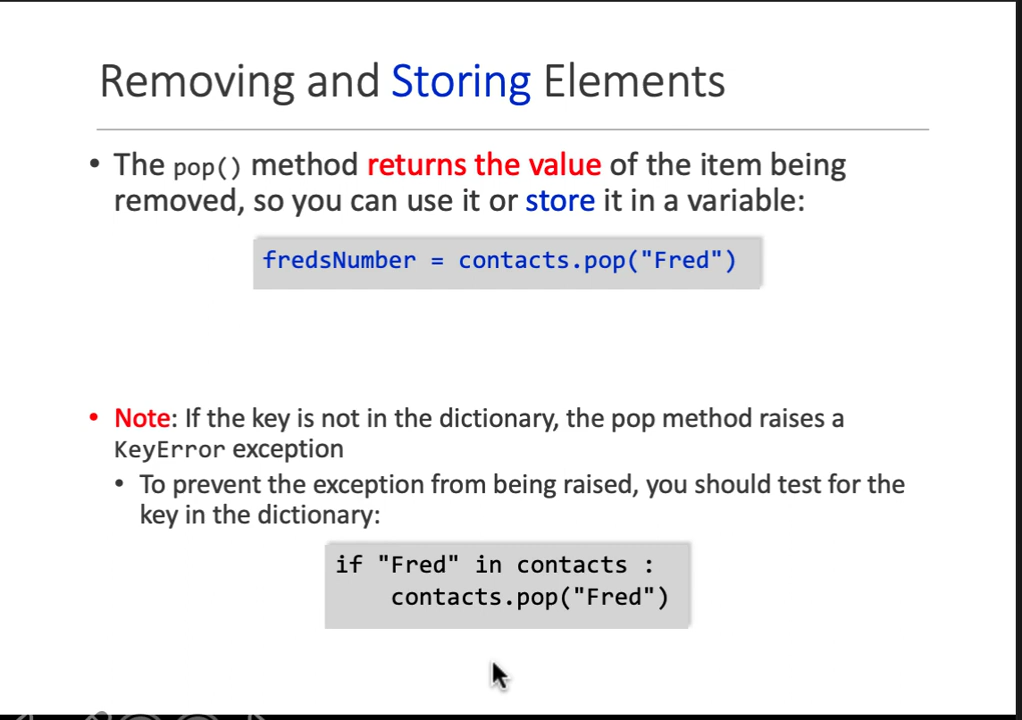 Removing and Storing Elements
• The pop() method returns the value of the item being
removed, so you can use it or store it in a variable:
fredsNumber = contacts.pop("Fred")
• Note: If the key is not in the dictionary, the pop method raises a
KeyError exception
• To prevent the exception from being raised, you should test for the
key in the dictionary:
if "Fred" in contacts :
    contacts.pop("Fred")